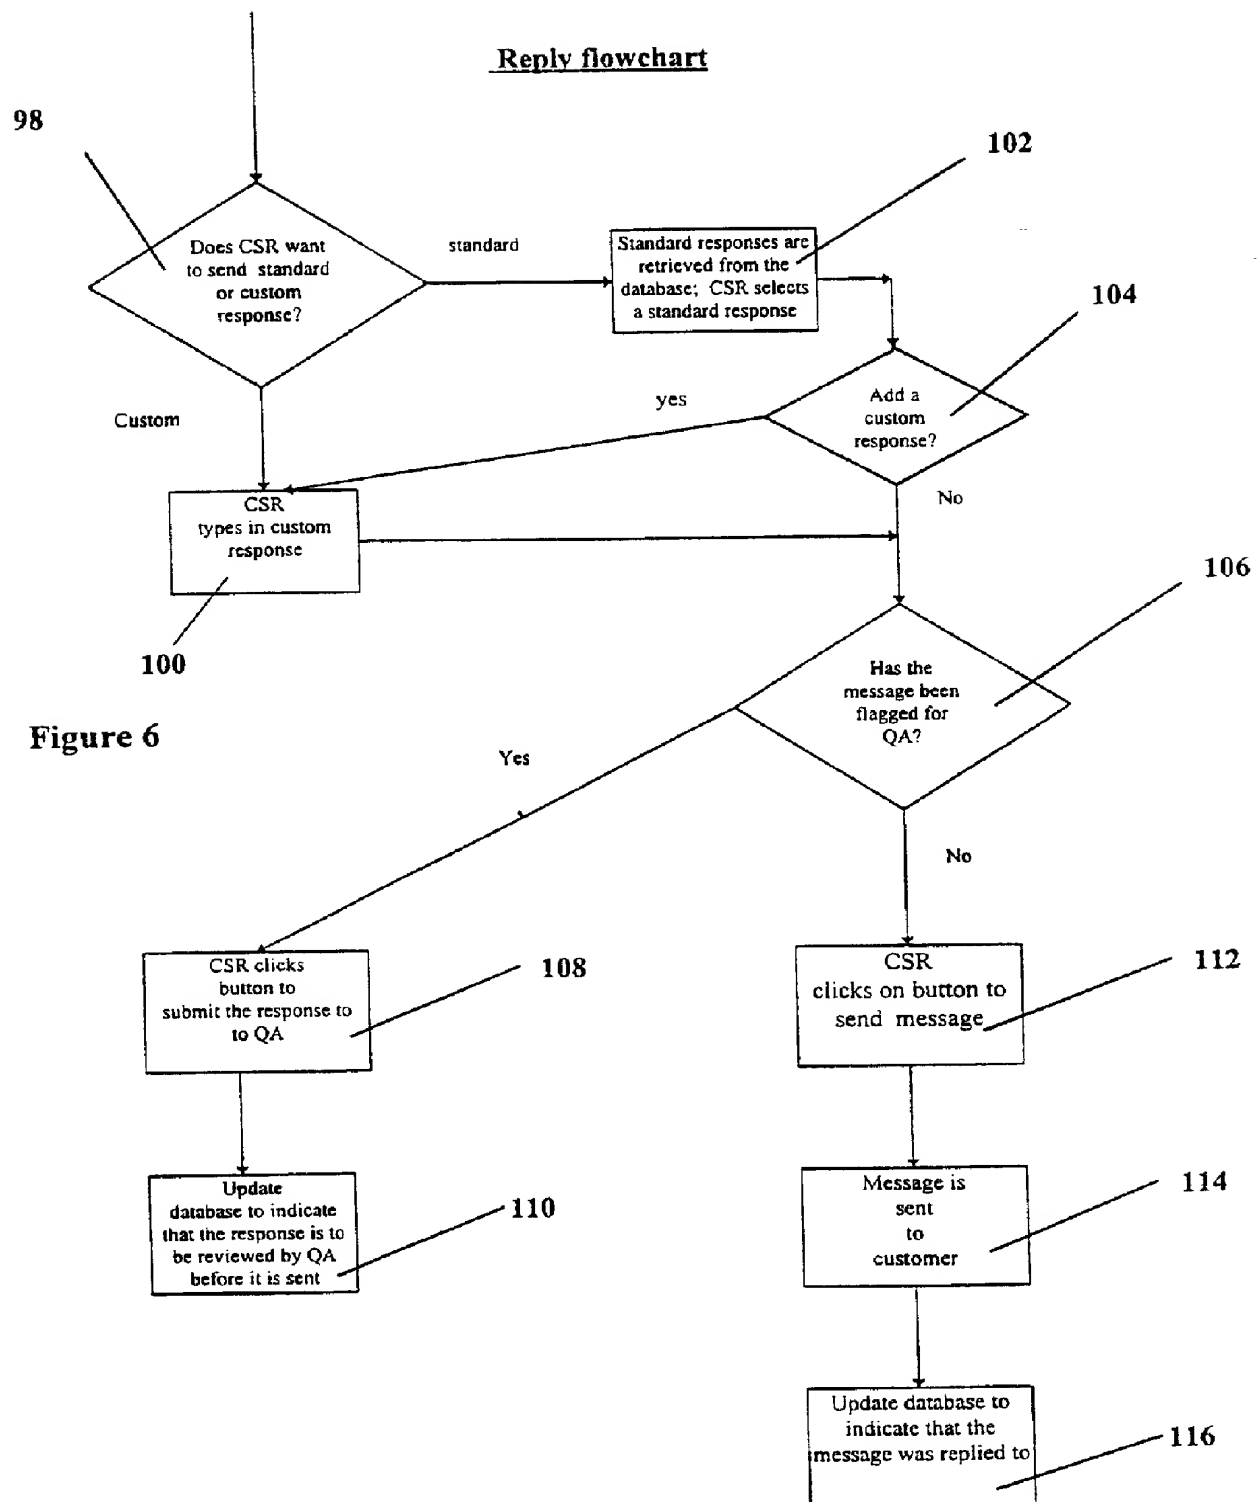 Reply flowchart
98
102
Does CSR want
to send standard
or custom
response?
standard
Standard responses are
retrieved from the
database; CSR selects
a standard response
104
Custom
yes
Add a
custom
response?
No
CSR
types in custom
response
100
106
Has the
message been
flagged for
QA?
Figure 6
Yes
No
CSR clicks
button to
submit the response to
to QA
108
CSR
clicks on button to
send message
112
Update
database to indicate
that the response is to
be reviewed by QA
before it is sent
110
Message is
sent
to
customer
114
Update database to
indicate that the
message was replied to
116